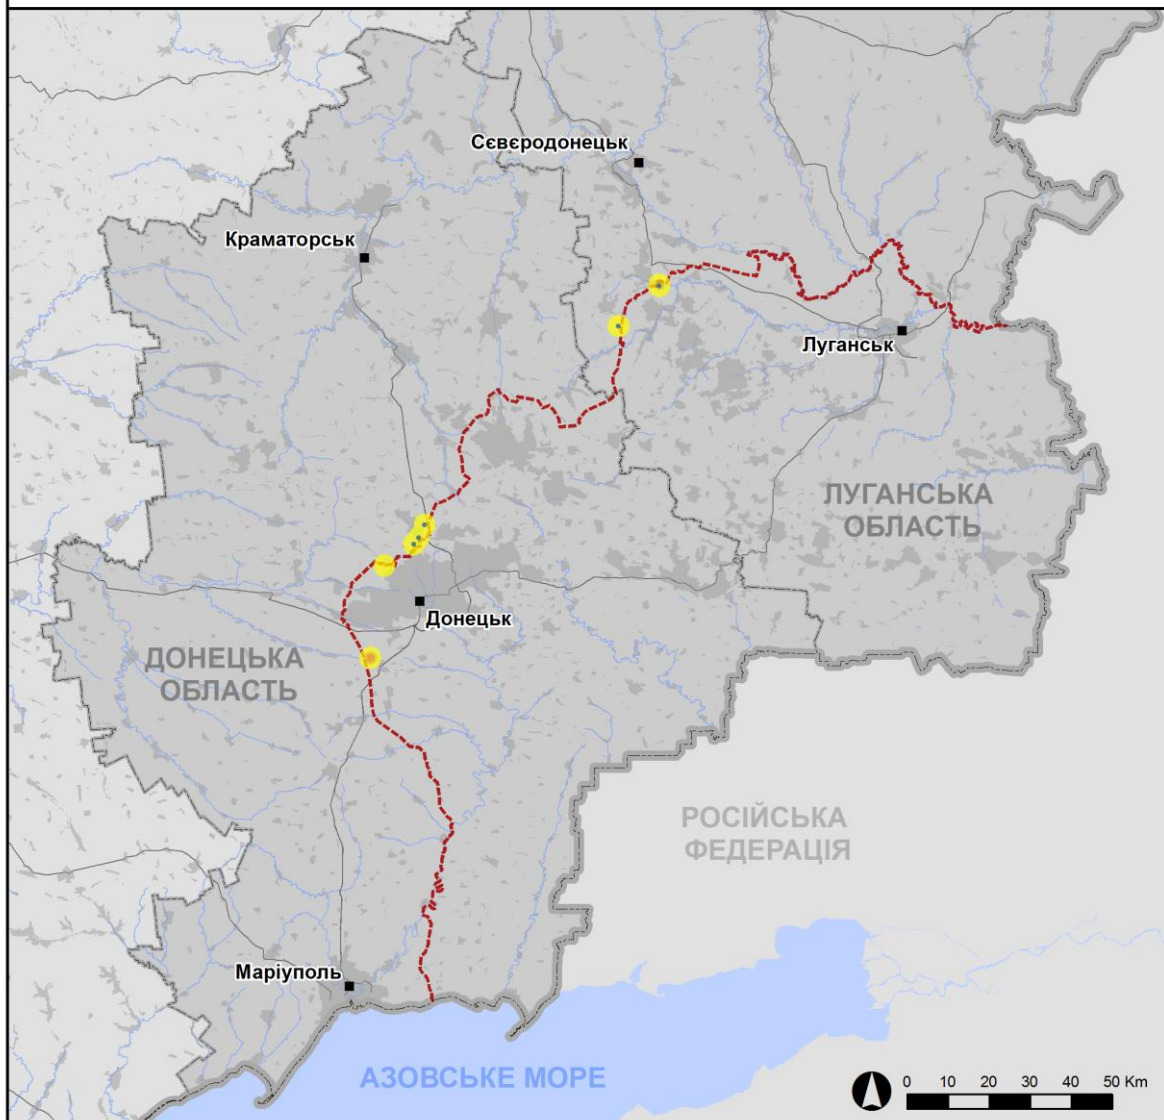 Сєвєродонецьк
Краматорськ
Луганськ
ЛУГАНСЬКА
ОБЛАСТЬ
Донецьк
ДОНЕЦЬКА
ОБЛАСТЬ
РОСІЙСЬКА
ФЕДЕРАЦІЯ
Маріуполь
АЗОВСЬКЕ МОРЕ
0 10 20 30 40 50 Km